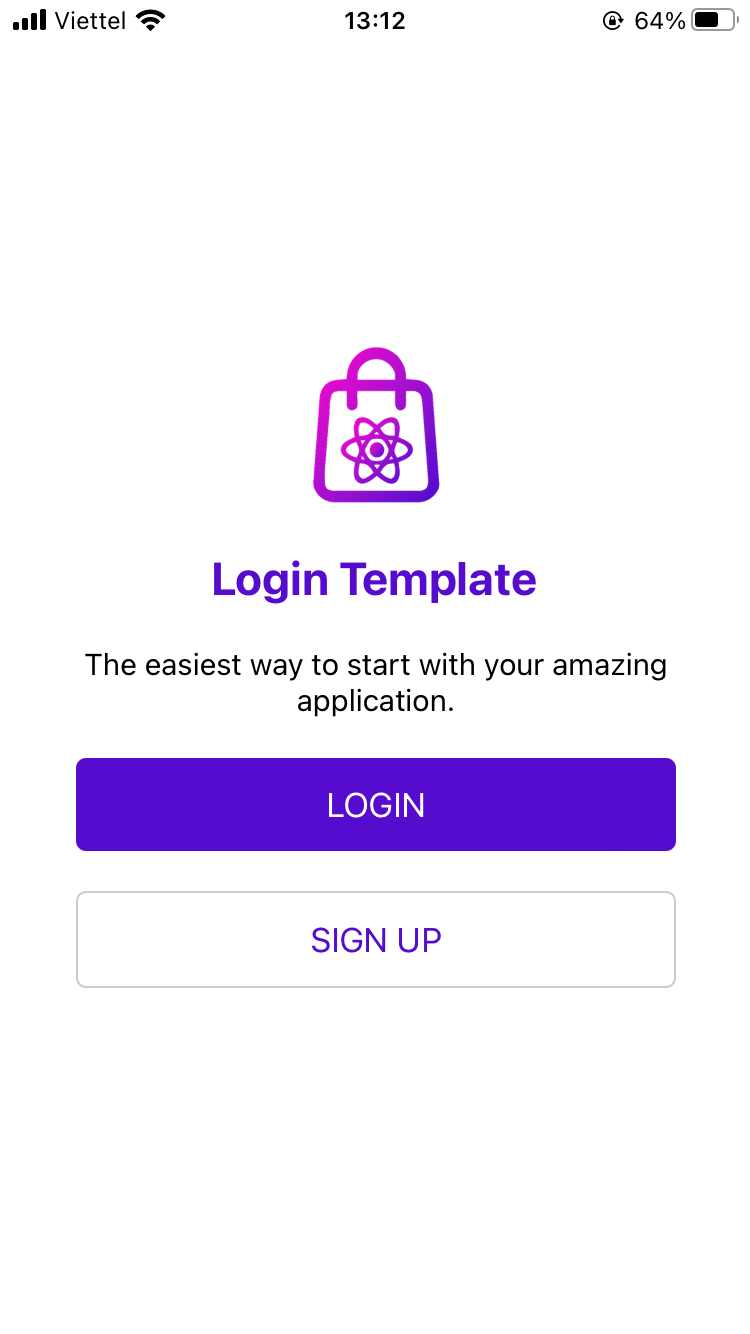 Viettel 13:12 64%
Login Template
The easiest way to start with your amazing
application.
LOGIN
SIGN UP